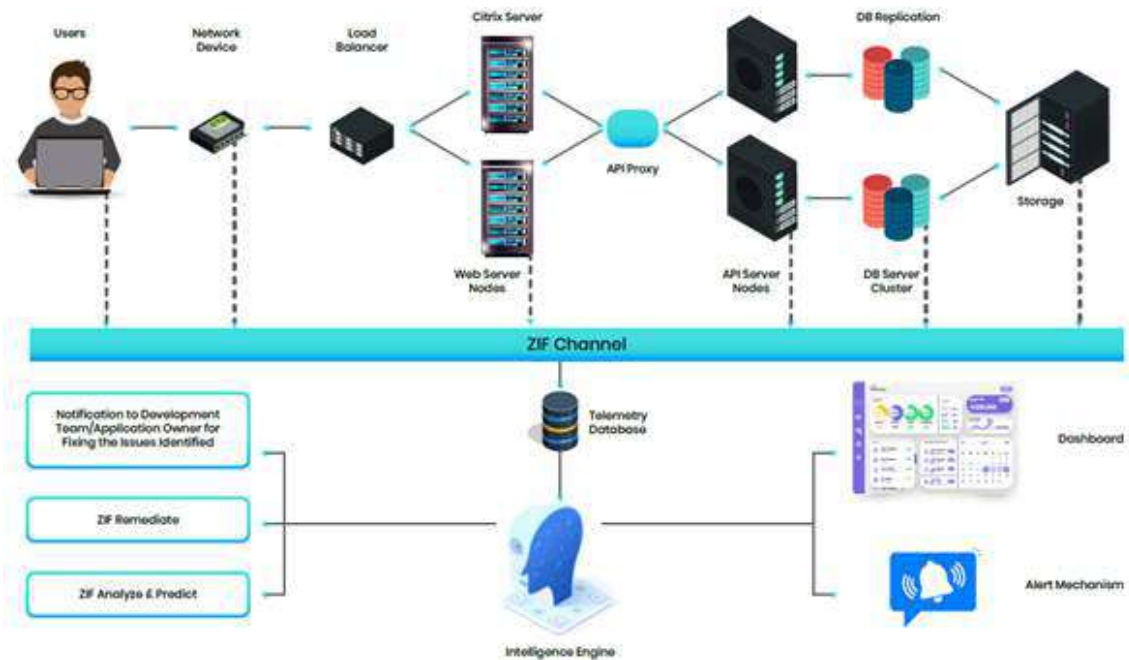 Users
Network
Device
Load
Balancer
Citrix Server
DB Replication
API Proxy
Storage
Web Server
Nodes
API Server
Nodes
DB Server
Cluster
ZIF Channel
Notification to Development
Team/Application Owner for
Fixing the Issues Identified
Telemetry
Database
Dashboard
ZIF Remediate
ZIF Analyze & Predict
Alert Mechanism
Intelligence Engine